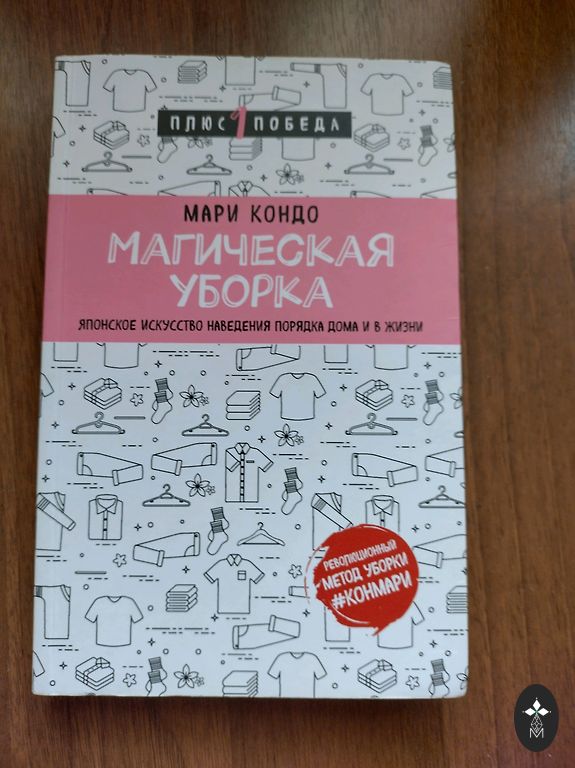 ПЛЮС 1 ПОБЕДА
МАРИ КОНДО
МАГИЧЕСКАЯ
УБОРКА
ЯПОНСКОЕ ИСКУССТВО НАВЕДЕНИЯ ПОРЯДКА ДОМА И В ЖИЗНИ
РЕВОЛЮЦИОННЫЙ
МЕТОД УБОРКИ
#КОНМАРИ
M